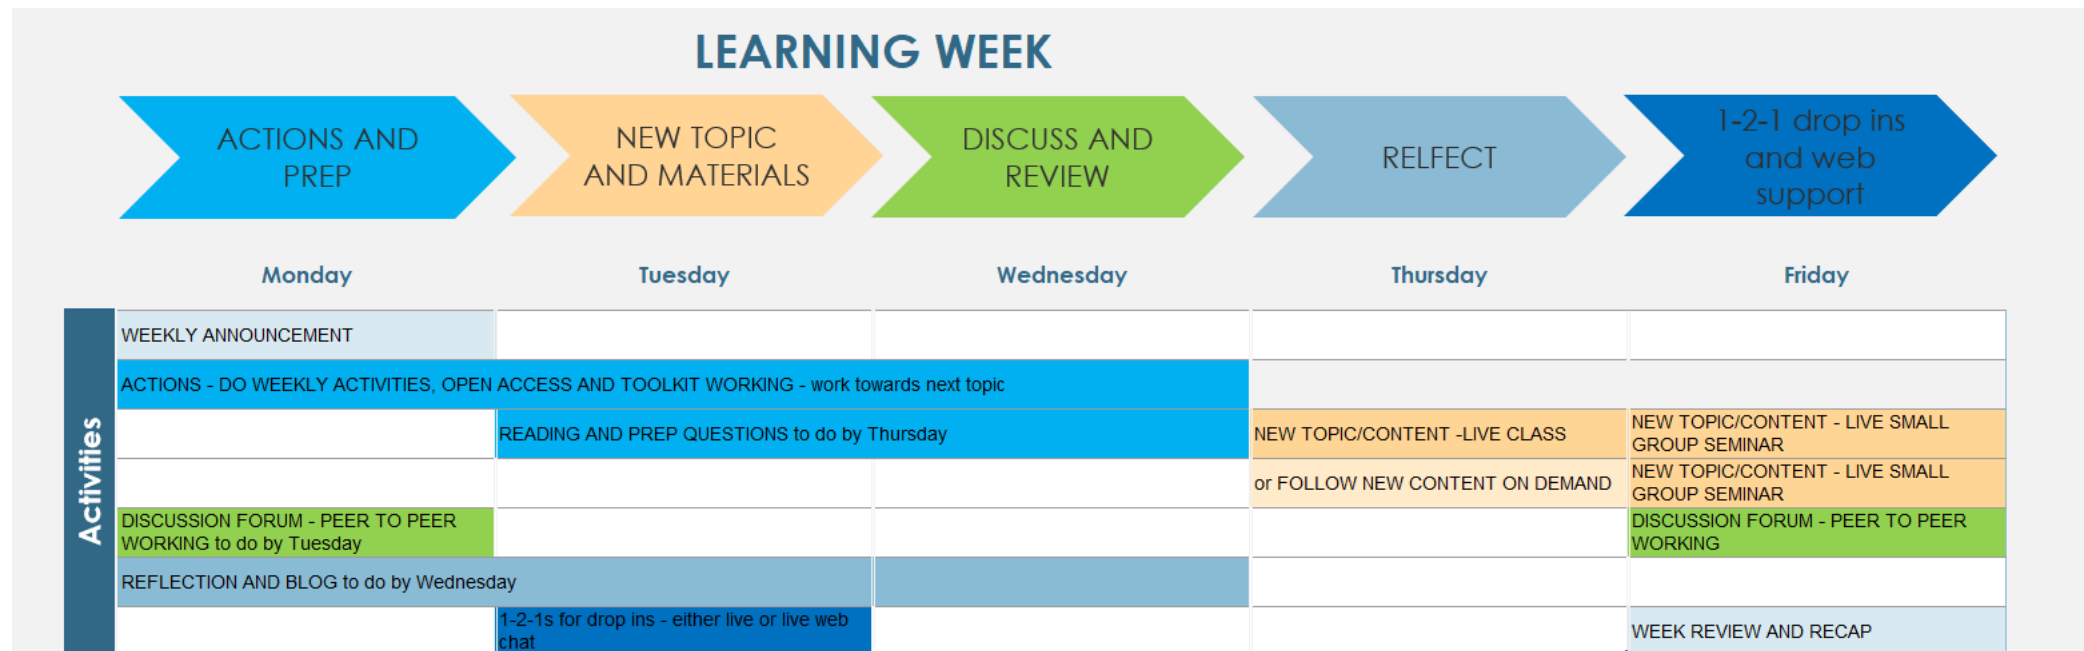 LEARNING WEEK
ACTIONS AND
PREP
NEW TOPIC
AND MATERIALS
DISCUSS AND
REVIEW
RELFECT
1-2-1 drop ins
and web
support
Monday
Tuesday
Wednesday
Thursday
Friday
Activities
WEEKLY ANNOUNCEMENT
ACTIONS - DO WEEKLY ACTIVITIES, OPEN ACCESS AND TOOLKIT WORKING - work towards next topic
READING AND PREP QUESTIONS to do by Thursday
NEW TOPIC/CONTENT -LIVE CLASS
NEW TOPIC/CONTENT - LIVE SMALL
GROUP SEMINAR
or FOLLOW NEW CONTENT ON DEMAND
NEW TOPIC/CONTENT - LIVE SMALL
GROUP SEMINAR
DISCUSSION FORUM - PEER TO PEER
WORKING to do by Tuesday
DISCUSSION FORUM - PEER TO PEER
WORKING
REFLECTION AND BLOG to do by Wednesday
1-2-1s for drop ins - either live or live web
chat
WEEK REVIEW AND RECAP